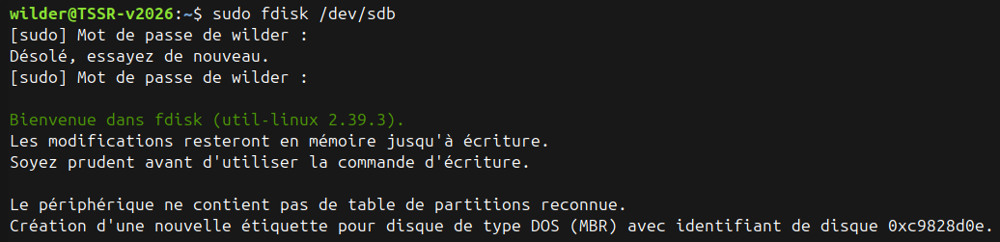 wilder@TSSR-v2026:~$ sudo fdisk /dev/sdb
[sudo] Mot de passe de wilder :
Désolé, essayez de nouveau.
[sudo] Mot de passe de wilder :
Bienvenue dans fdisk (util-linux 2.39.3).
Les modifications resteront en mémoire jusqu'à écriture.
Soyez prudent avant d'utiliser la commande d'écriture.
Le périphérique ne contient pas de table de partitions reconnue.
Création d'une nouvelle étiquette pour disque de type DOS (MBR) avec identifiant de disque 0xc9828d0e.